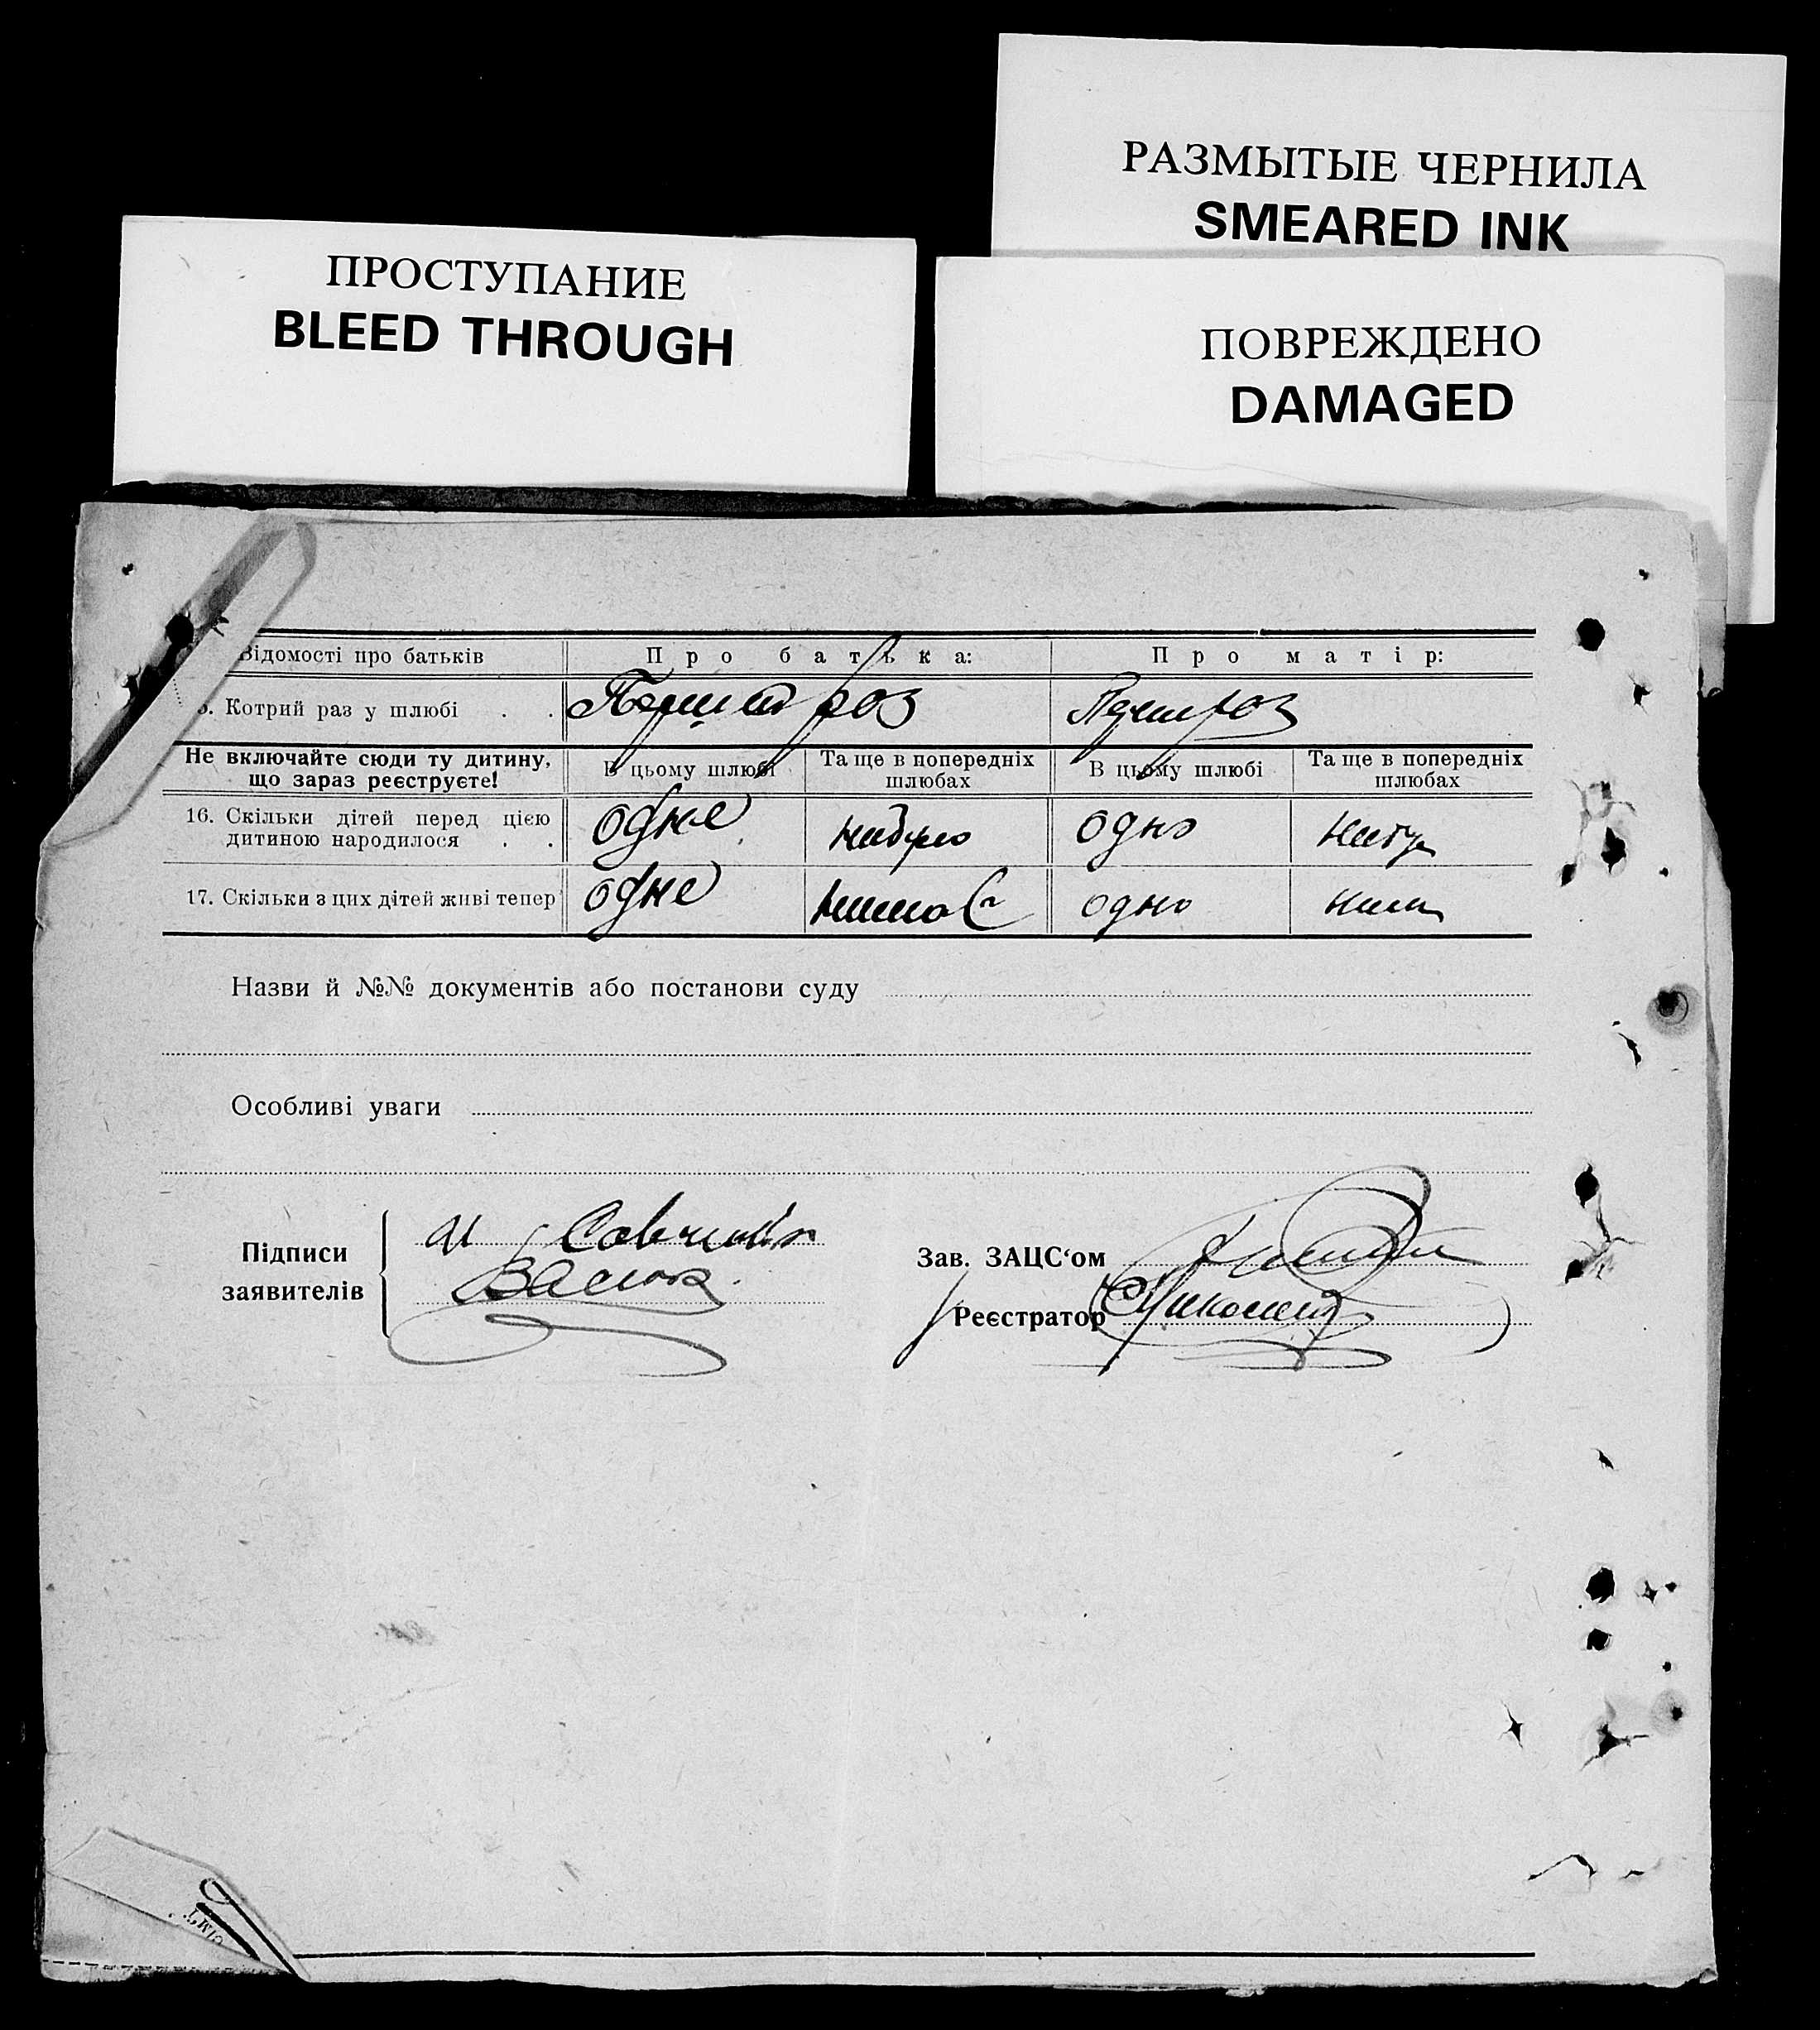 РАЗМЫТЫЕ ЧЕРНИЛА
SMEARED INK
ПРОСТУПАНИЕ
BLEED THROUGH
ПОВРЕЖДЕНО
DAMAGED
Відомості про батьків Про батька: Про матір:
Котрий раз у шлюбі . . Перший раз
Не включайте сюди ту дитину, що зараз реєструєте!
В цьому шлюбі
Та ще в попередніх шлюбах
В цьому шлюбі
Та ще в попередніх шлюбах
16. Скільки дітей перед цією
дитиною народилося . . одне небуло одно
17. Скільки з цих дітей живі тепер одне нема одно
Назви й №№ документів або постанови суду
Особливі уваги
Підписи
заявителів
Зав. ЗАЦС‘ом
Реєстратор